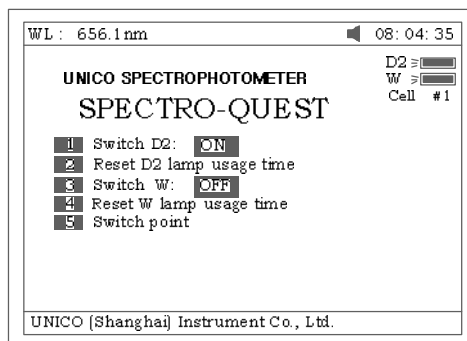 WL: 656.1nm 08:04:35
D2
UNICO SPECTROPHOTOMETER W
SPECTRO-QUEST Cell #1
1 Switch D2: ON
2 Reset D2 lamp usage time
3 Switch W: OFF
4 Reset W lamp usage time
5 Switch point
UNICO (Shanghai) Instrument Co., Ltd.